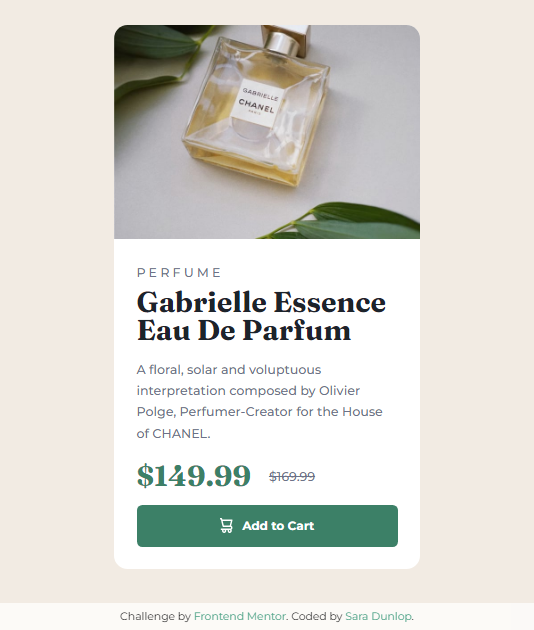 GABRIELLE
CHANEL
PARIS
PERFUME
Gabrielle Essence
Eau De Parfum
A floral, solar and voluptuous
interpretation composed by Olivier
Polge, Perfumer-Creator for the House
of CHANEL.
$149.99 $169.99
Add to Cart
Challenge by Frontend Mentor. Coded by Sara Dunlop.